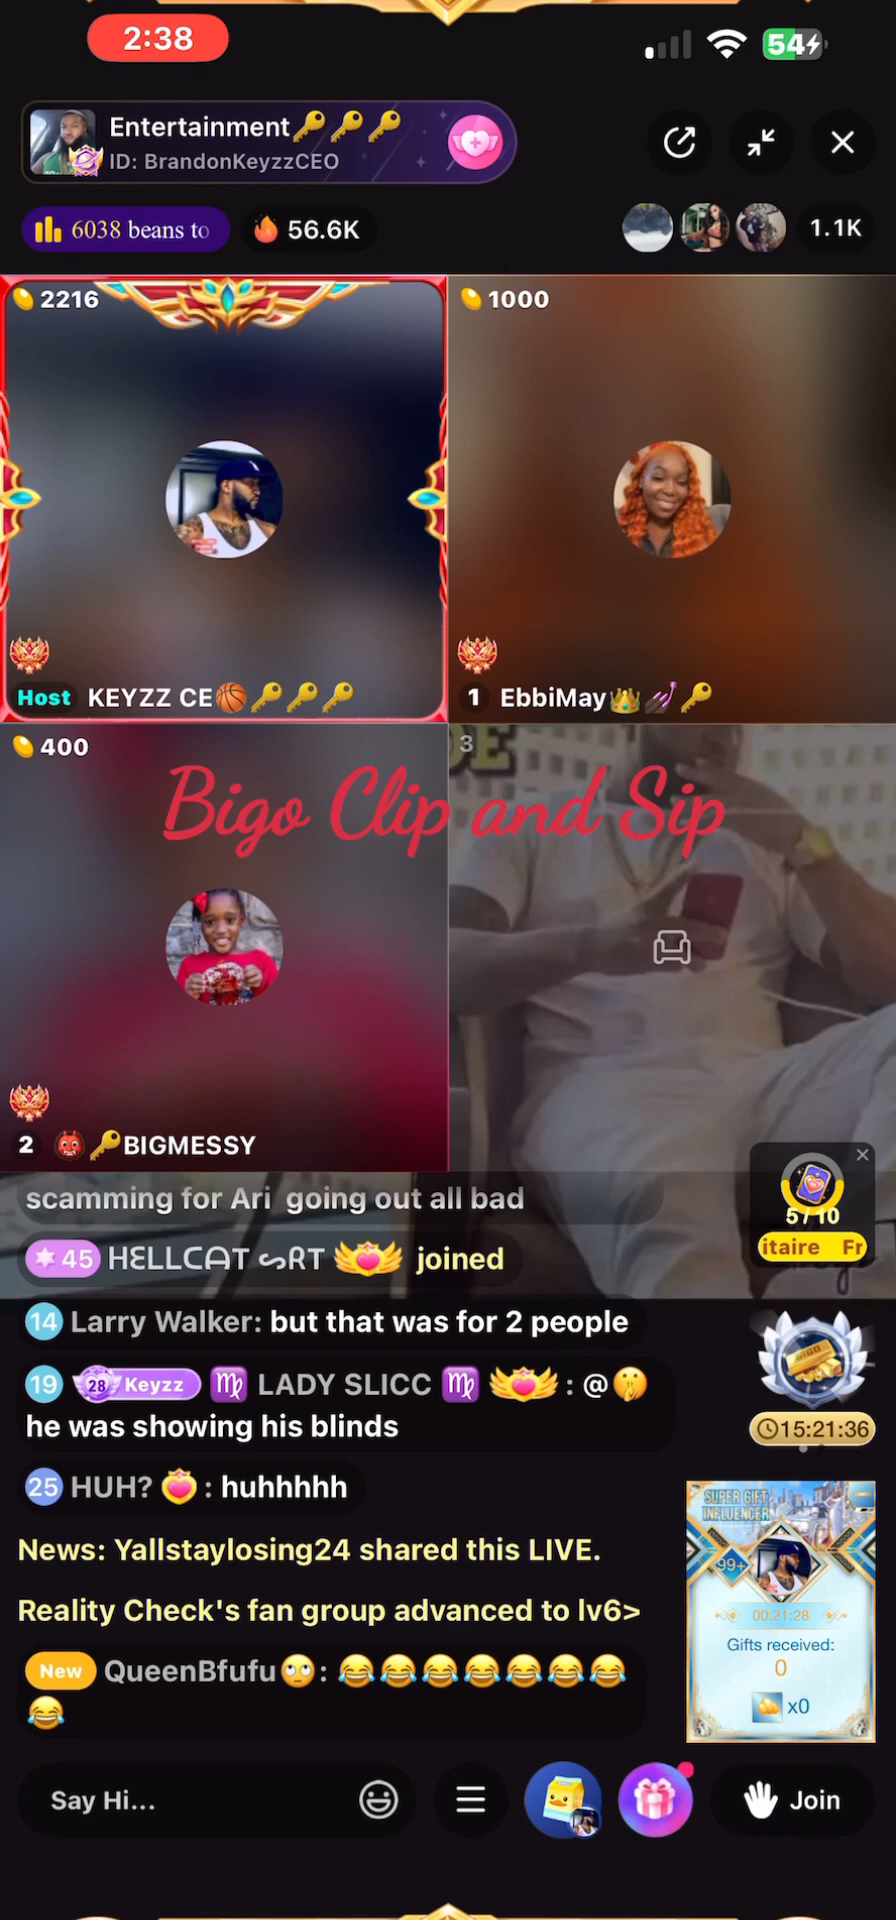 2:38
54
Entertainment🔑🔑🔑
ID: BrandonKeyzzCEO
6038 beans to
56.6K
1.1K
2216
1000
Host KEYZZ CE🏀🔑🔑🔑
1 EbbiMay👑💅🏿🔑
400
3
Bigo Clip and Sip
2 👹🔑BIGMESSY
scamming for Ari going out all bad
5/10
45 HELLCAT ᔕRT joined
itaire Fr
14 Larry Walker: but that was for 2 people
19 28 Keyzz ♍ LADY SLICC ♍ : @🤫
he was showing his blinds
15:21:36
25 HUH? : huhhhhh
SUPER GIFT
INFLUENCER
News: Yallstaylosing24 shared this LIVE.
99+
Reality Check's fan group advanced to lv6>
00:21:28
Gifts received:
0
New QueenBfufu🙄: 😂😂😂😂😂😂😂
😂
x0
Say Hi...
Join